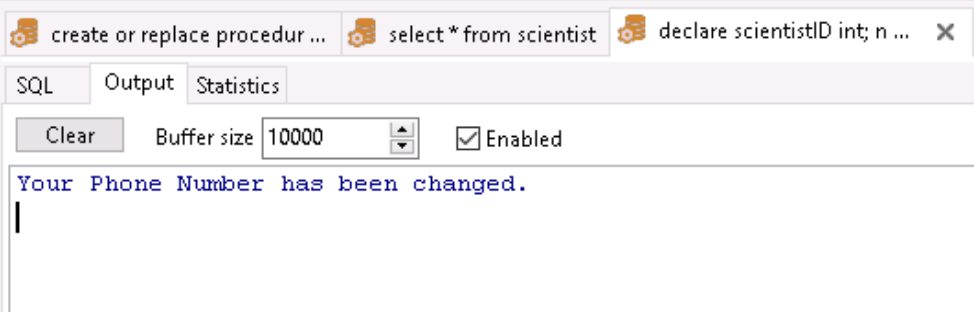 create or replace procedur ... select * from scientist declare scientistID int; n ...
SQL Output Statistics
Clear Buffer size 10000 Enabled
Your Phone Number has been changed.